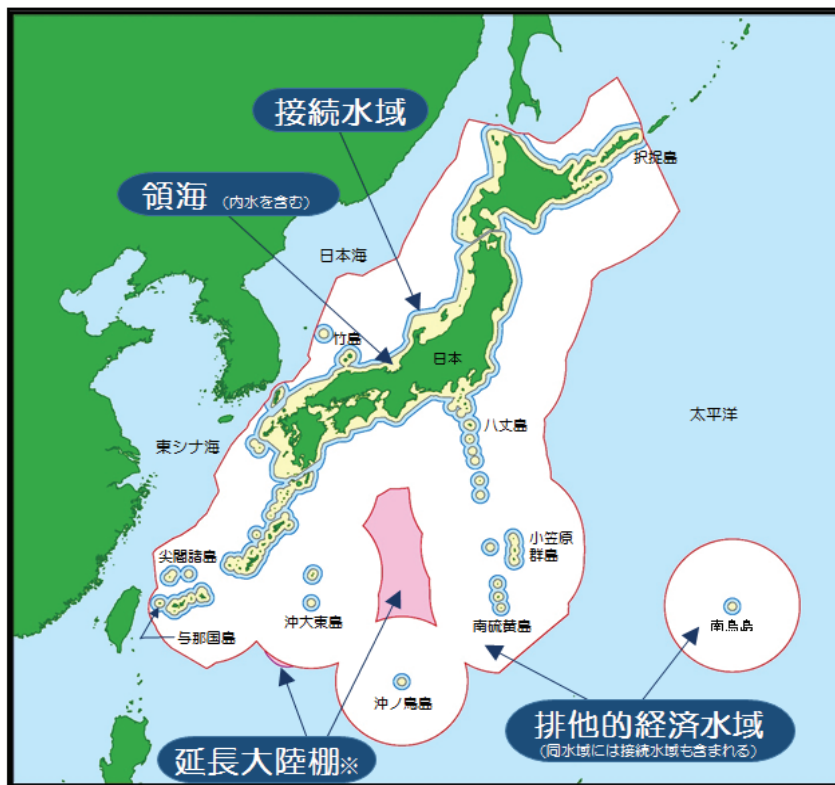 接続水域
択捉島
領海（内水を含む）
日本海
竹島
日本
八丈島
太平洋
東シナ海
尖閣諸島
小笠原
群島
与那国島
沖大東島
南硫黄島
南鳥島
沖ノ鳥島
延長大陸棚※
排他的経済水域
（同水域には接続水域も含まれる）